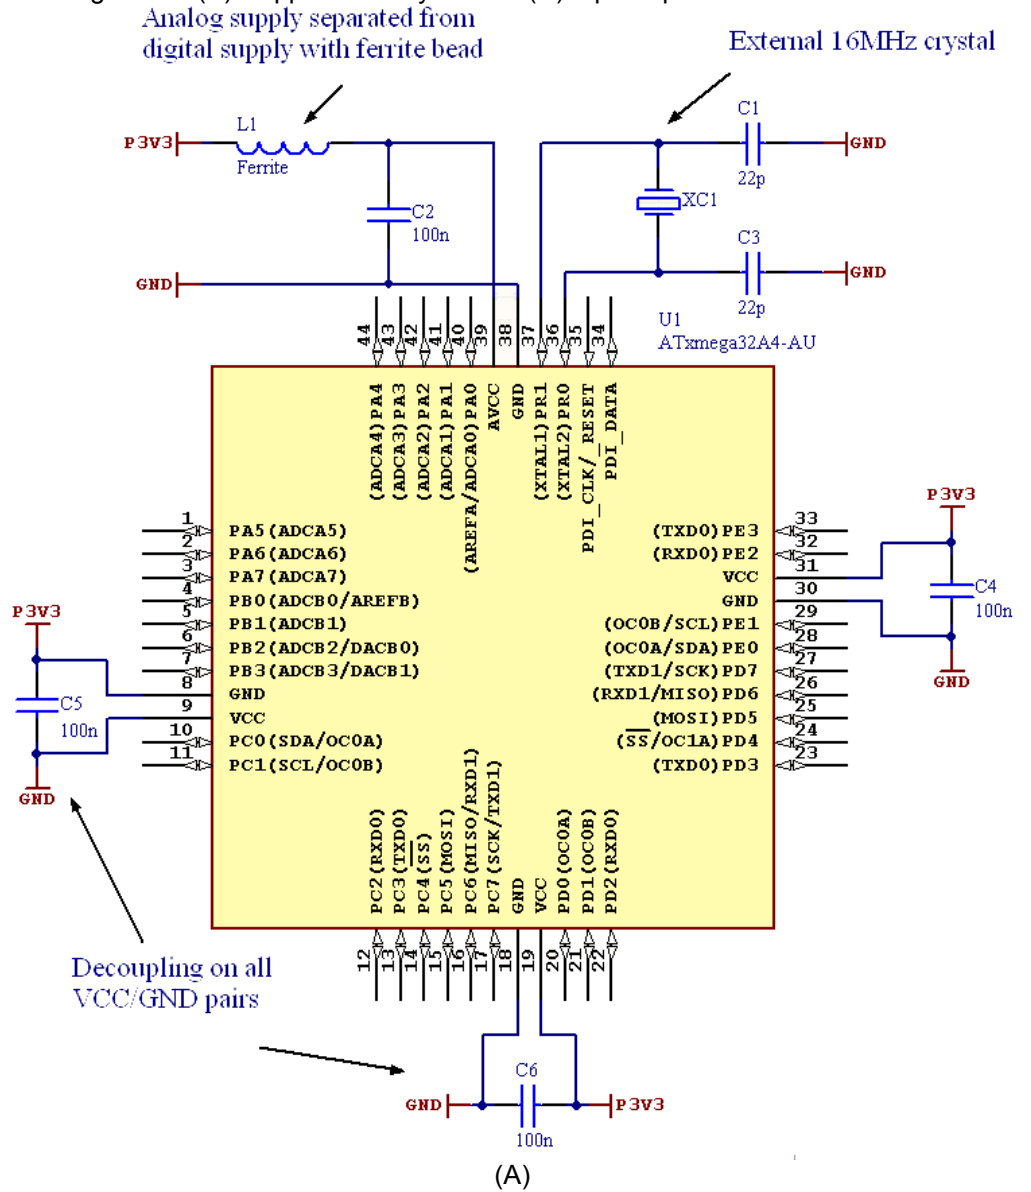 Analog supply separated from
digital supply with ferrite bead
External 16MHz crystal
P3V3
L1
Ferrite
C2
100n
GND
C1
22p
GND
XC1
C3
22p
GND
U1
ATxmega32A4-AU
44
43
42
41
40
39
38
37
36
35
34
(ADCA4)PA4
(ADCA3)PA3
(ADCA2)PA2
(ADCA1)PA1
(AREFA/ADCA0)PA0
AVCC
GND
(XTAL1)PR1
(XTAL2)PR0
PDI_CLK/_RESET
PDI_DATA
1 PA5(ADCA5)
2 PA6(ADCA6)
3 PA7(ADCA7)
4 PB0(ADCB0/AREFB)
5 PB1(ADCB1)
6 PB2(ADCB2/DACB0)
7 PB3(ADCB3/DACB1)
8 GND
9 VCC
10 PC0(SDA/OC0A)
11 PC1(SCL/OC0B)
(TXD0)PE3 33
(RXD0)PE2 32
VCC 31
GND 30
(OC0B/SCL)PE1 29
(OC0A/SDA)PE0 28
(TXD1/SCK)PD7 27
(RXD1/MISO)PD6 26
(MOSI)PD5 25
(SS/OC1A)PD4 24
(TXD0)PD3 23
P3V3
C4
100n
GND
P3V3
C5
100n
GND
PC2(RXD0)
PC3(TXD0)
PC4(SS)
PC5(MOSI)
PC6(MISO/RXD1)
PC7(SCK/TXD1)
GND
VCC
PD0(OC0A)
PD1(OC0B)
PD2(RXD0)
12
13
14
15
16
17
18
19
20
21
22
Decoupling on all
VCC/GND pairs
C6
GND
P3V3
100n
(A)